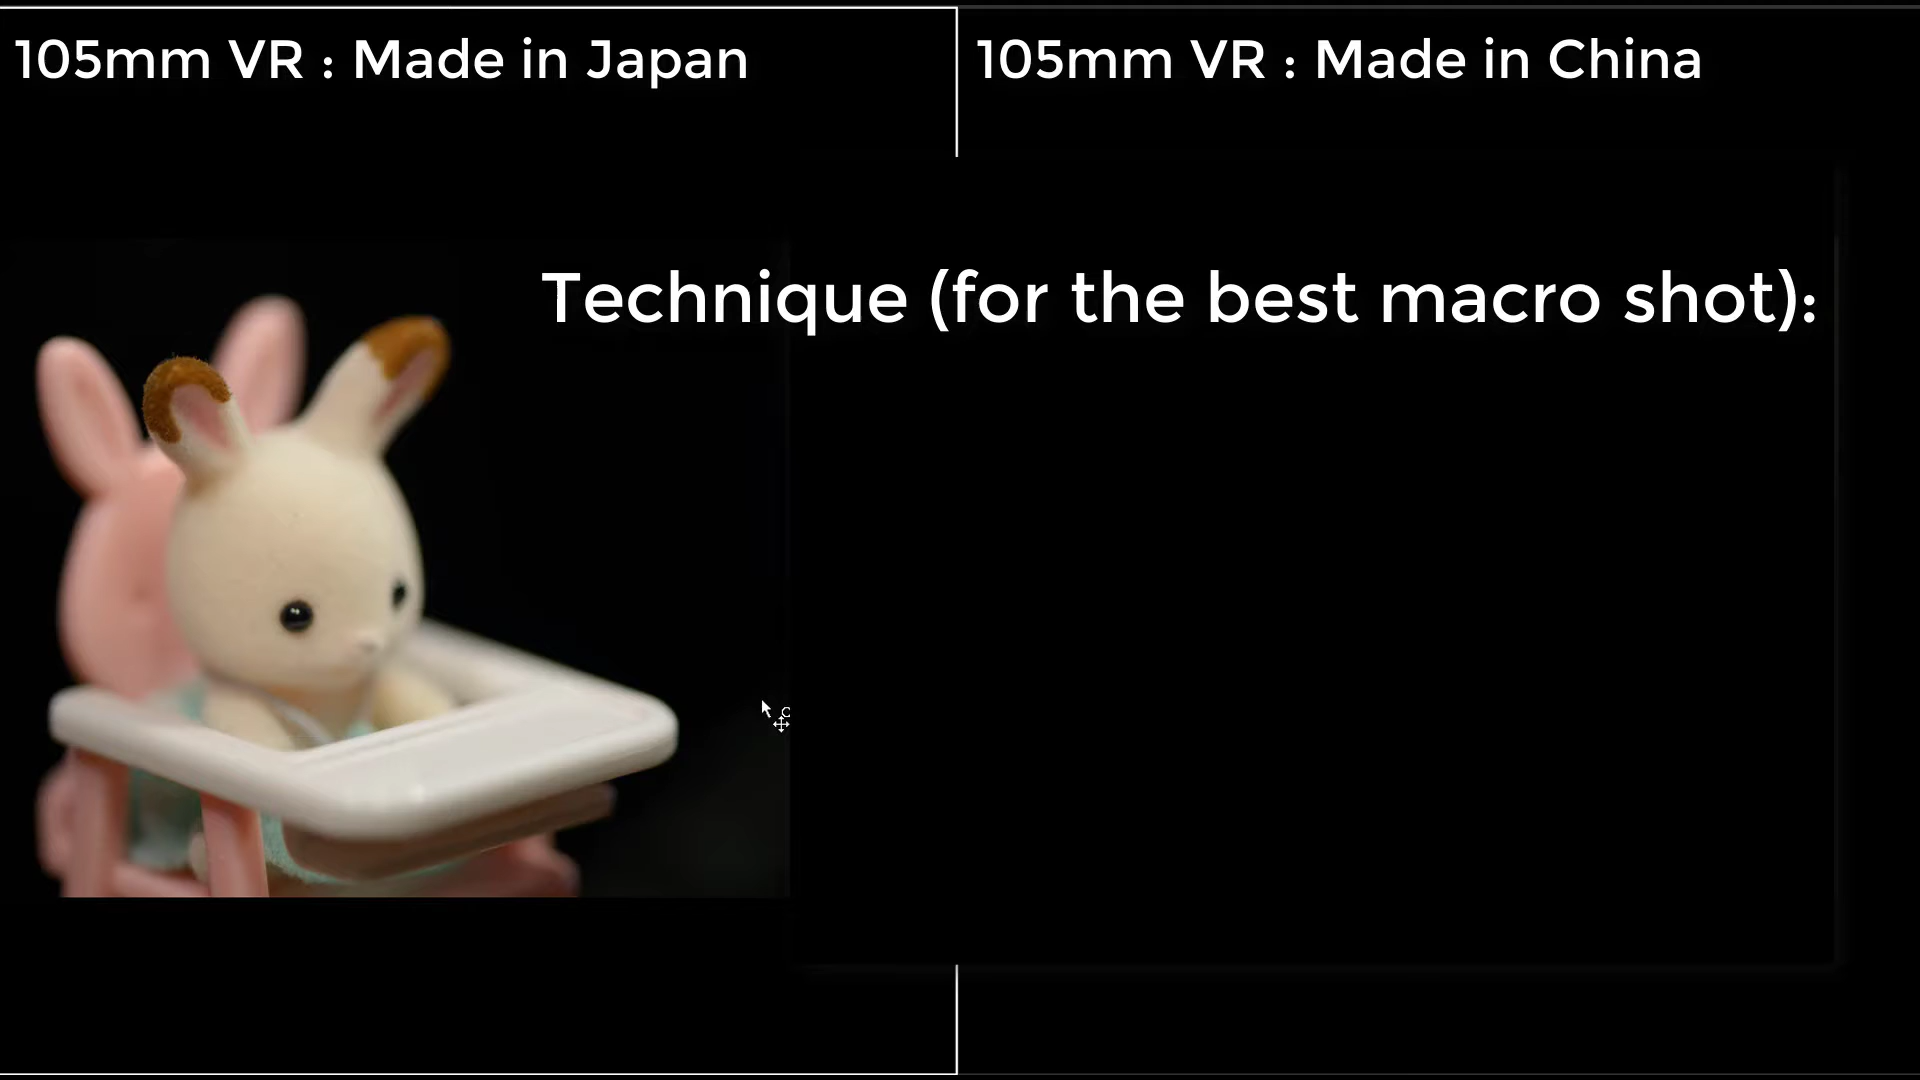 105mm VR : Made in Japan
105mm VR : Made in China
Technique (for the best macro shot):